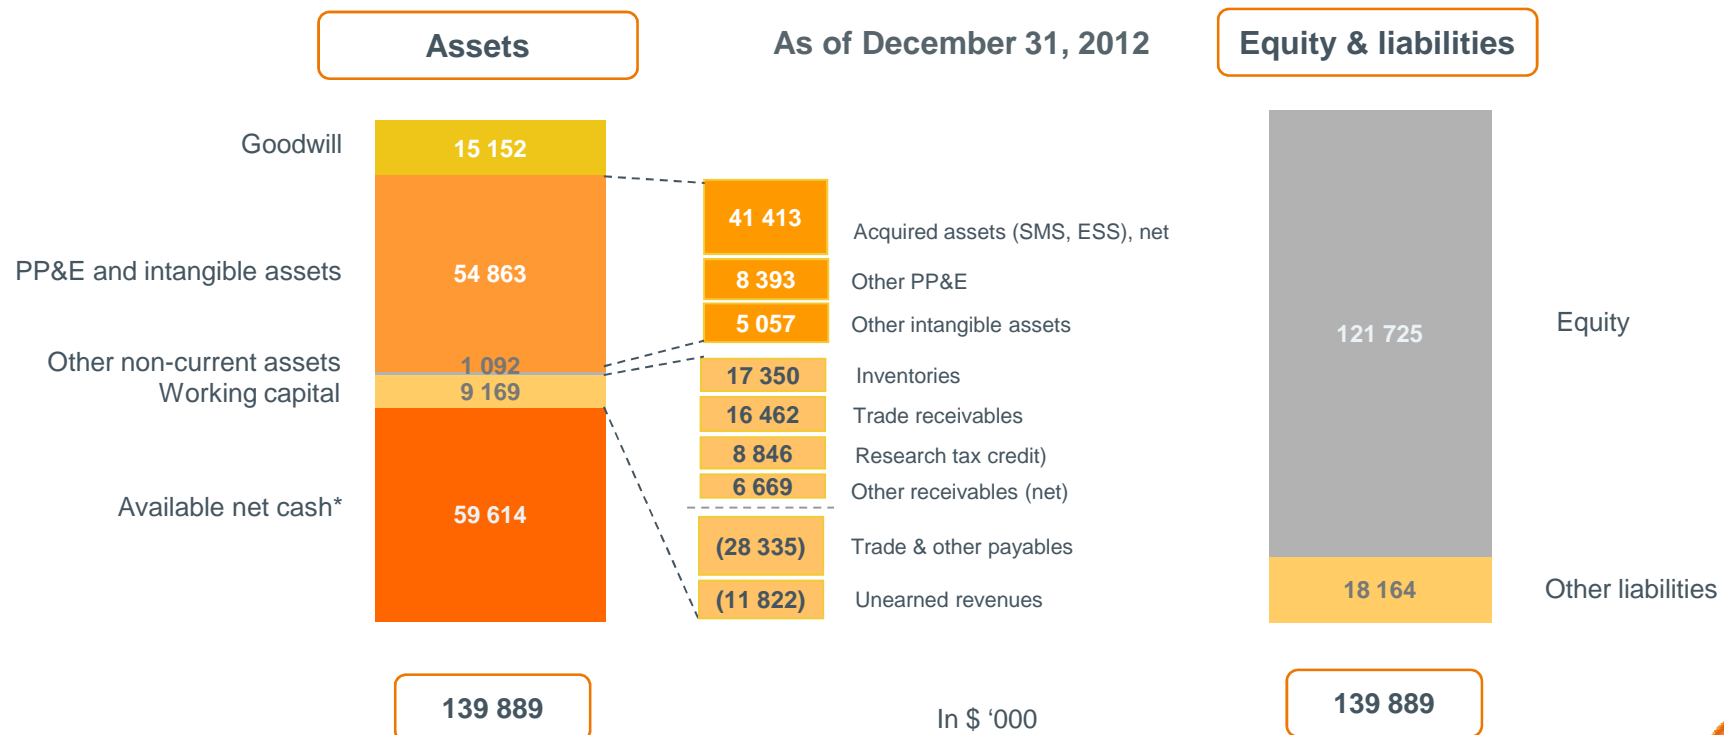 Assets
As of December 31, 2012
Equity & liabilities
Goodwill
15 152
PP&E and intangible assets
54 863
Other non-current assets
1 092
Working capital
9 169
Available net cash*
59 614
139 889
41 413
Acquired assets (SMS, ESS), net
8 393
Other PP&E
5 057
Other intangible assets
17 350
Inventories
16 462
Trade receivables
8 846
Research tax credit)
6 669
Other receivables (net)
(28 335)
Trade & other payables
(11 822)
Unearned revenues
In $ ‘000
121 725
Equity
18 164
Other liabilities
139 889